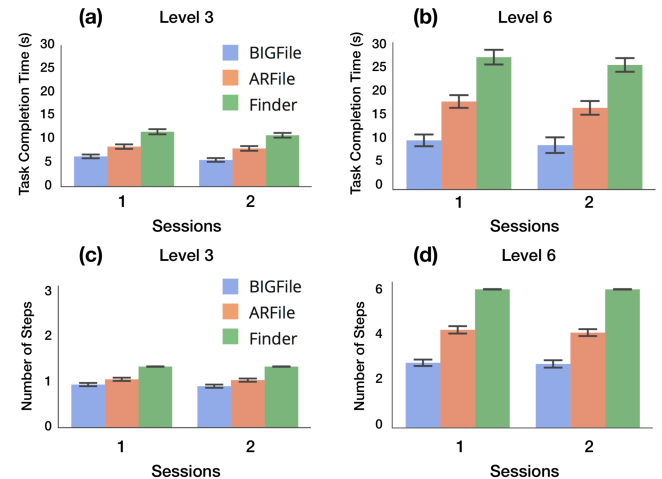 (a) Level 3
Task Completion Time (s)
30
25
20
15
10
5
0
BIGFile
ARFile
Finder
1 2
Sessions
(b) Level 6
Task Completion Time (s)
30
25
20
15
10
5
0
1 2
Sessions
(c) Level 3
Number of Steps
3
2
1
0
BIGFile
ARFile
Finder
1 2
Sessions
(d) Level 6
Number of Steps
6
4
2
0
1 2
Sessions